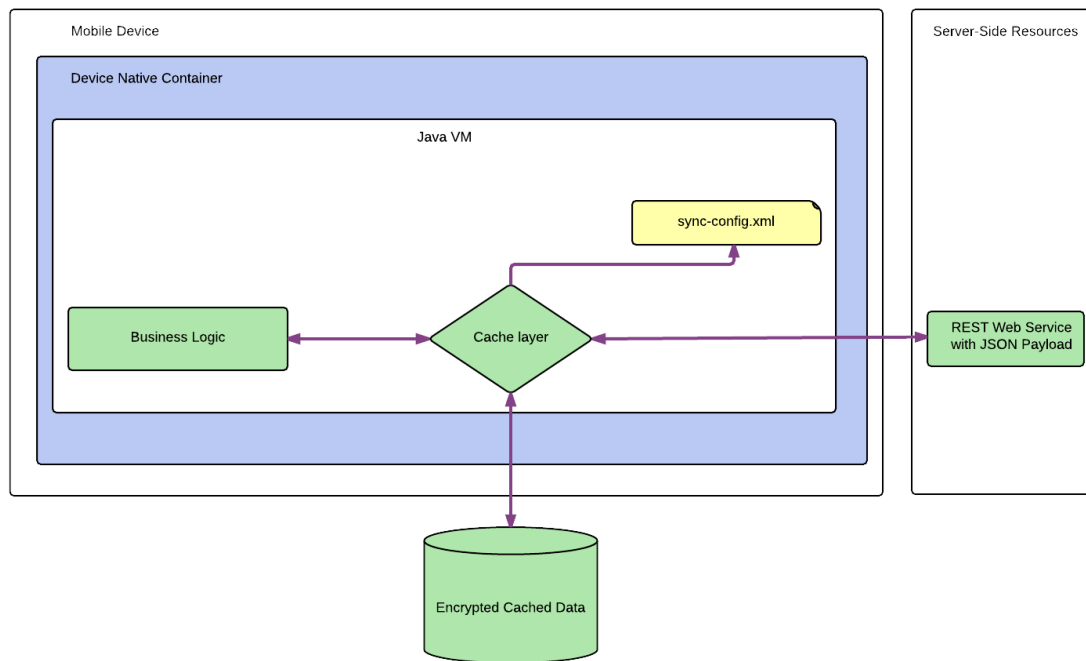 Mobile Device
Server-Side Resources
Device Native Container
Java VM
sync-config.xml
Business Logic
Cache layer
REST Web Service
with JSON Payload
Encrypted Cached Data